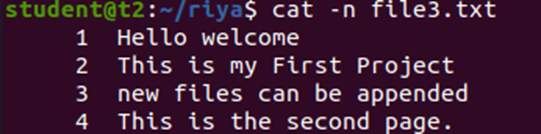 student@t2:~/riya$ cat -n file3.txt
1 Hello welcome
2 This is my First Project
3 new files can be appended
4 This is the second page.